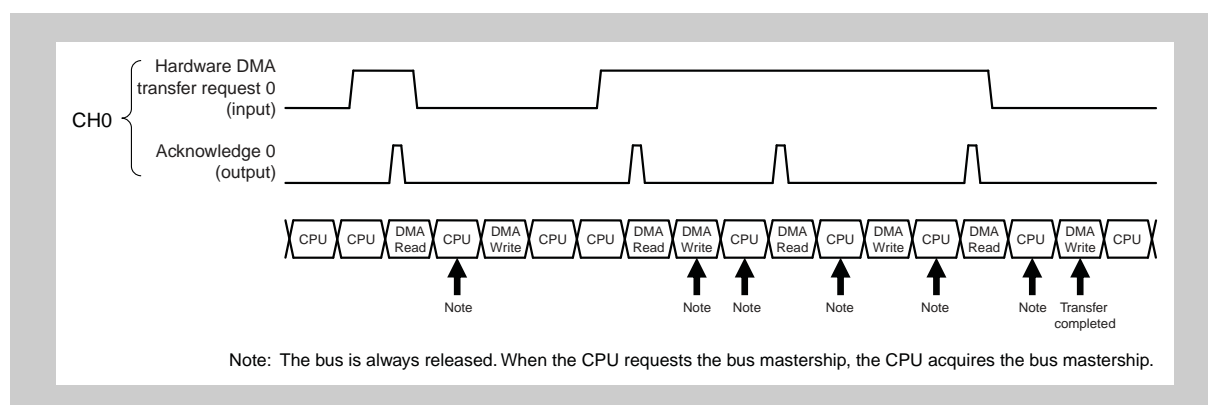 Hardware DMA
transfer request 0
(input)
CH0
Acknowledge 0
(output)
CPU CPU DMA Read CPU DMA Write CPU CPU DMA Read DMA Write CPU DMA Read CPU DMA Write CPU DMA Read CPU DMA Write CPU
Note Note Note Note Note Note Transfer completed
Note: The bus is always released. When the CPU requests the bus mastership, the CPU acquires the bus mastership.